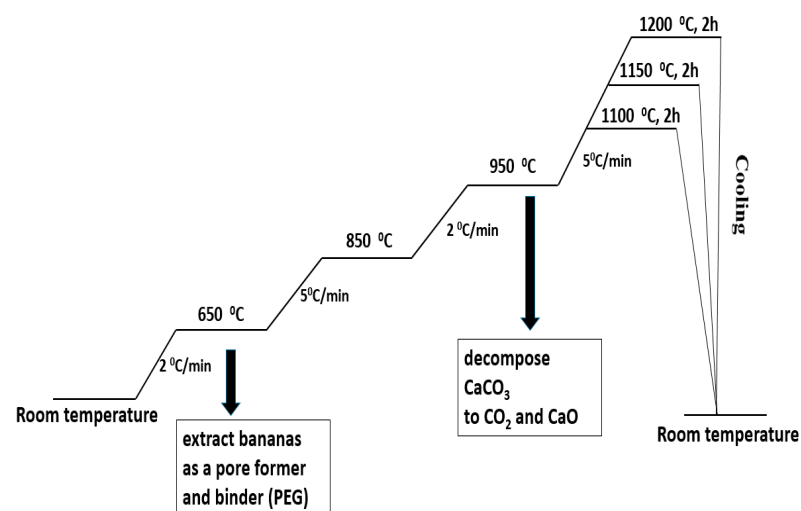 1200 ⁰C, 2h
1150 ⁰C, 2h
1100 ⁰C, 2h
950 ⁰C
5⁰C/min
Cooling
2 ⁰C/min
850 ⁰C
5⁰C/min
650 ⁰C
2 ⁰C/min
Room temperature
extract bananas
as a pore former
and binder (PEG)
decompose
CaCO₃
to CO₂ and CaO
Room temperature